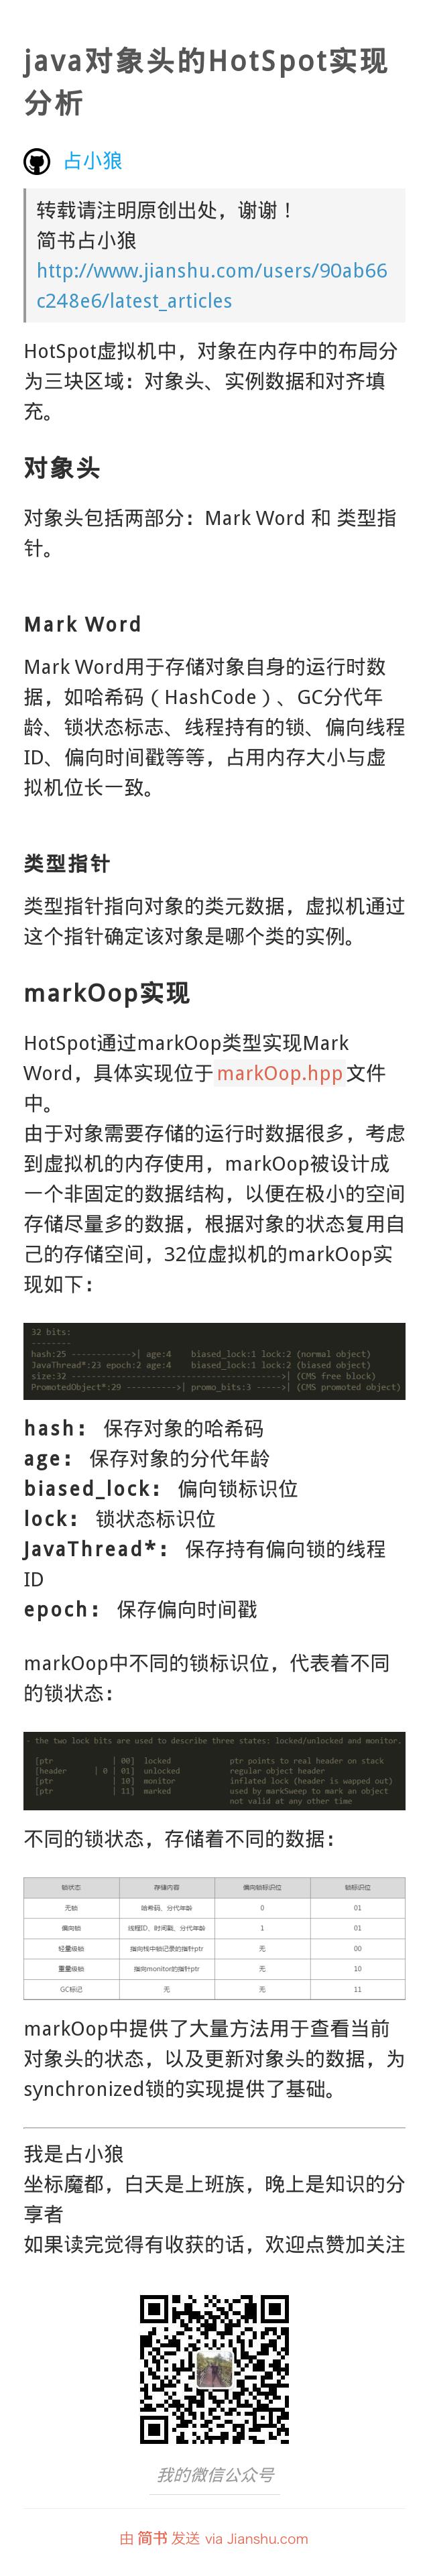 java对象头的HotSpot实现
分析
占小狼
转载请注明原创出处，谢谢！
简书占小狼
http://www.jianshu.com/users/90ab66
c248e6/latest_articles
HotSpot虚拟机中，对象在内存中的布局分
为三块区域：对象头、实例数据和对齐填
充。
对象头
对象头包括两部分：Mark Word 和 类型指
针。
Mark Word
Mark Word用于存储对象自身的运行时数
据，如哈希码（HashCode）、GC分代年
龄、锁状态标志、线程持有的锁、偏向线程
ID、偏向时间戳等等，占用内存大小与虚
拟机位长一致。
类型指针
类型指针指向对象的类元数据，虚拟机通过
这个指针确定该对象是哪个类的实例。
markOop实现
HotSpot通过markOop类型实现Mark
Word，具体实现位于markOop.hpp文件
中。
由于对象需要存储的运行时数据很多，考虑
到虚拟机的内存使用，markOop被设计成
一个非固定的数据结构，以便在极小的空间
存储尽量多的数据，根据对象的状态复用自
己的存储空间，32位虚拟机的markOop实
现如下：
32 bits:
--------
hash:25 ------------>| age:4    biased_lock:1 lock:2 (normal object)
JavaThread*:23 epoch:2 age:4    biased_lock:1 lock:2 (biased object)
size:32 ------------------------------------------>| (CMS free block)
PromotedObject*:29 ---------->| promo_bits:3 ----->| (CMS promoted object)
hash： 保存对象的哈希码
age： 保存对象的分代年龄
biased_lock： 偏向锁标识位
lock： 锁状态标识位
JavaThread*： 保存持有偏向锁的线程
ID
epoch： 保存偏向时间戳
markOop中不同的锁标识位，代表着不同
的锁状态：
- the two lock bits are used to describe three states: locked/unlocked and monitor.
[ptr             | 00]  locked             ptr points to real header on stack
[header      | 0 | 01]  unlocked           regular object header
[ptr             | 10]  monitor            inflated lock (header is wapped out)
[ptr             | 11]  marked             used by markSweep to mark an object
not valid at any other time
不同的锁状态，存储着不同的数据：
锁状态 存储内容 偏向锁标识位 锁标识位
无锁 哈希码、分代年龄 0 01
偏向锁 线程ID、时间戳、分代年龄 1 01
轻量级锁 指向栈中锁记录的指针ptr 无 00
重量级锁 指向monitor的指针ptr 无 10
GC标记 无 无 11
markOop中提供了大量方法用于查看当前
对象头的状态，以及更新对象头的数据，为
synchronized锁的实现提供了基础。
我是占小狼
坐标魔都，白天是上班族，晚上是知识的分
享者
如果读完觉得有收获的话，欢迎点赞加关注
我的微信公众号
由 简书 发送 via Jianshu.com